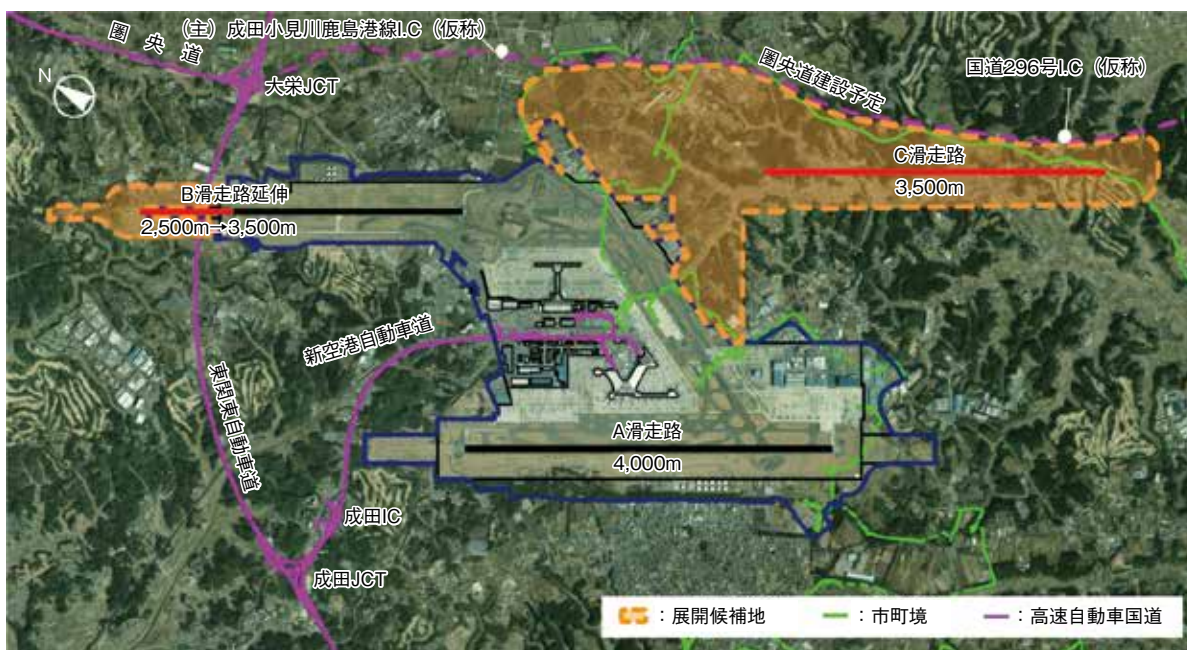 圏央道
(主)成田小見川鹿島港線I.C(仮称)
N
大栄JCT
圏央道建設予定
国道296号I.C(仮称)
C滑走路
3,500m
B滑走路延伸
2,500m→3,500m
新空港自動車道
東関東自動車道
A滑走路
4,000m
成田IC
成田JCT
:展開候補地
:市町境
:高速自動車国道